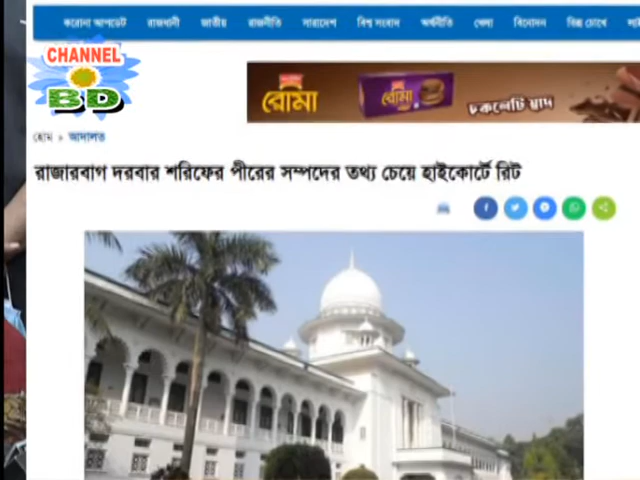 করোনা আপডেট রাজধানী জাতীয় রাজনীতি সারাদেশ বিশ্ব সংবাদ অর্থনীতি খেলা বিনোদন ভিন্ন চোখে
CHANNEL
BD
রোমা রোমা চকলেটি স্বাদ
হোম » আদালত
রাজারবাগ দরবার শরিফের পীরের সম্পদের তথ্য চেয়ে হাইকোর্টে রিট